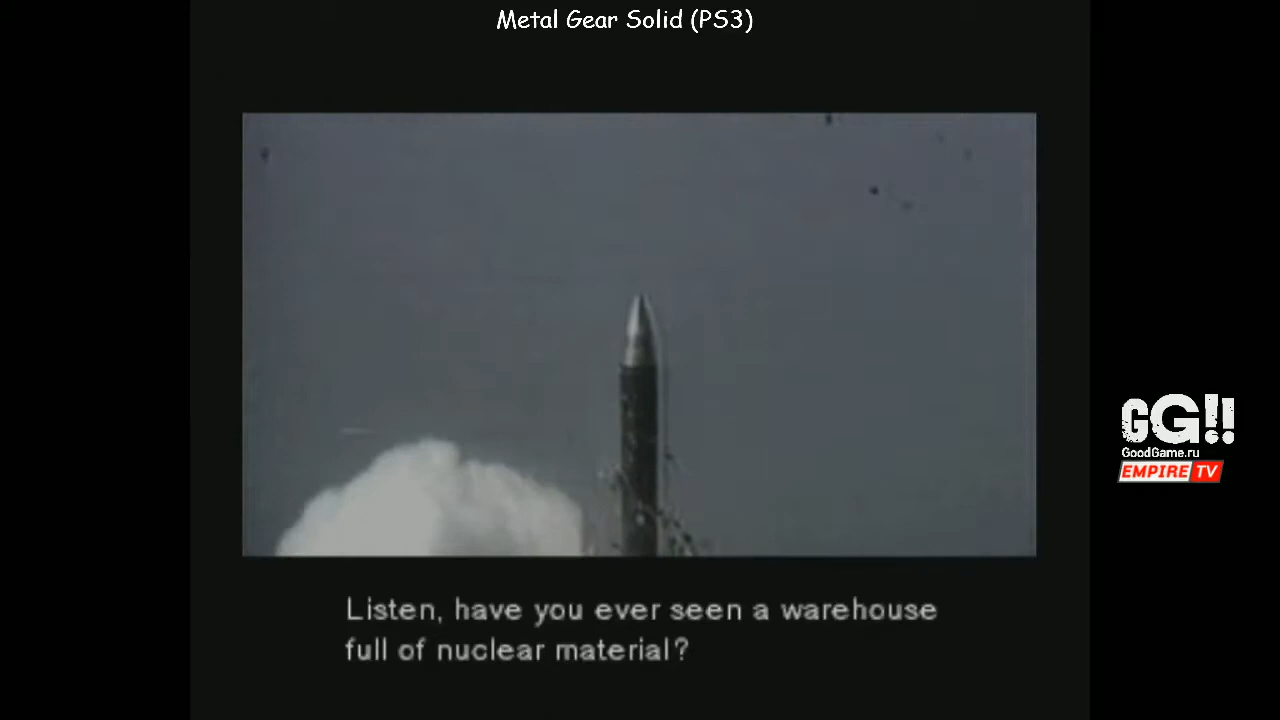 Metal Gear Solid (PS3)
GG!!
GoodGame.ru
EMPIRE TV
Listen, have you ever seen a warehouse
full of nuclear material?